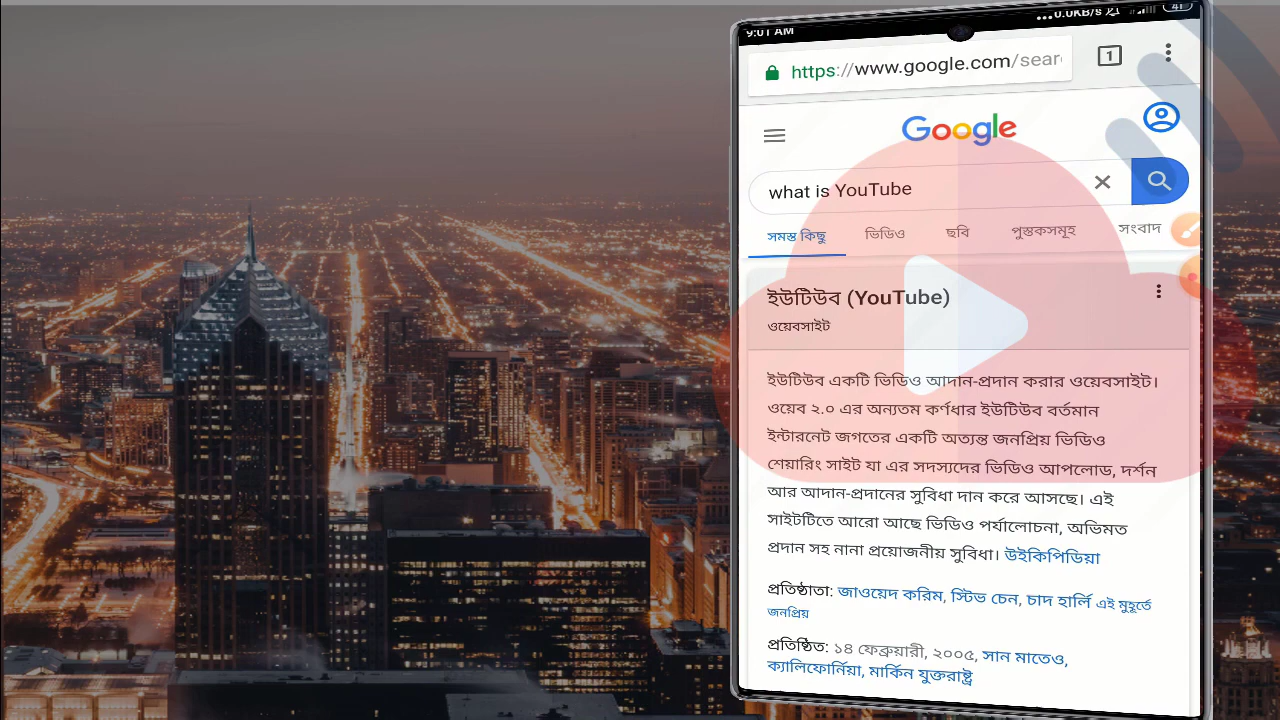 9:01 AM ...0.0KB/s 41
https://www.google.com/sear
1
Google
what is YouTube
সমস্ত কিছু ভিডিও ছবি পুস্তকসমূহ সংবাদ
ইউটিউব (YouTube)
ওয়েবসাইট
ইউটিউব একটি ভিডিও আদান-প্রদান করার ওয়েবসাইট।
ওয়েব ২.০ এর অন্যতম কর্ণধার ইউটিউব বর্তমান
ইন্টারনেট জগতের একটি অত্যন্ত জনপ্রিয় ভিডিও
শেয়ারিং সাইট যা এর সদস্যদের ভিডিও আপলোড, দর্শন
আর আদান-প্রদানের সুবিধা দান করে আসছে। এই
সাইটটিতে আরো আছে ভিডিও পর্যালোচনা, অভিমত
প্রদান সহ নানা প্রয়োজনীয় সুবিধা। উইকিপিডিয়া
প্রতিষ্ঠাতা: জাওয়েদ করিম, স্টিভ চেন, চাদ হার্লি এই মুহূর্তে
জনপ্রিয়
প্রতিষ্ঠিত: ১৪ ফেব্রুয়ারী, ২০০৫, সান মাতেও,
ক্যালিফোর্নিয়া, মার্কিন যুক্তরাষ্ট্র